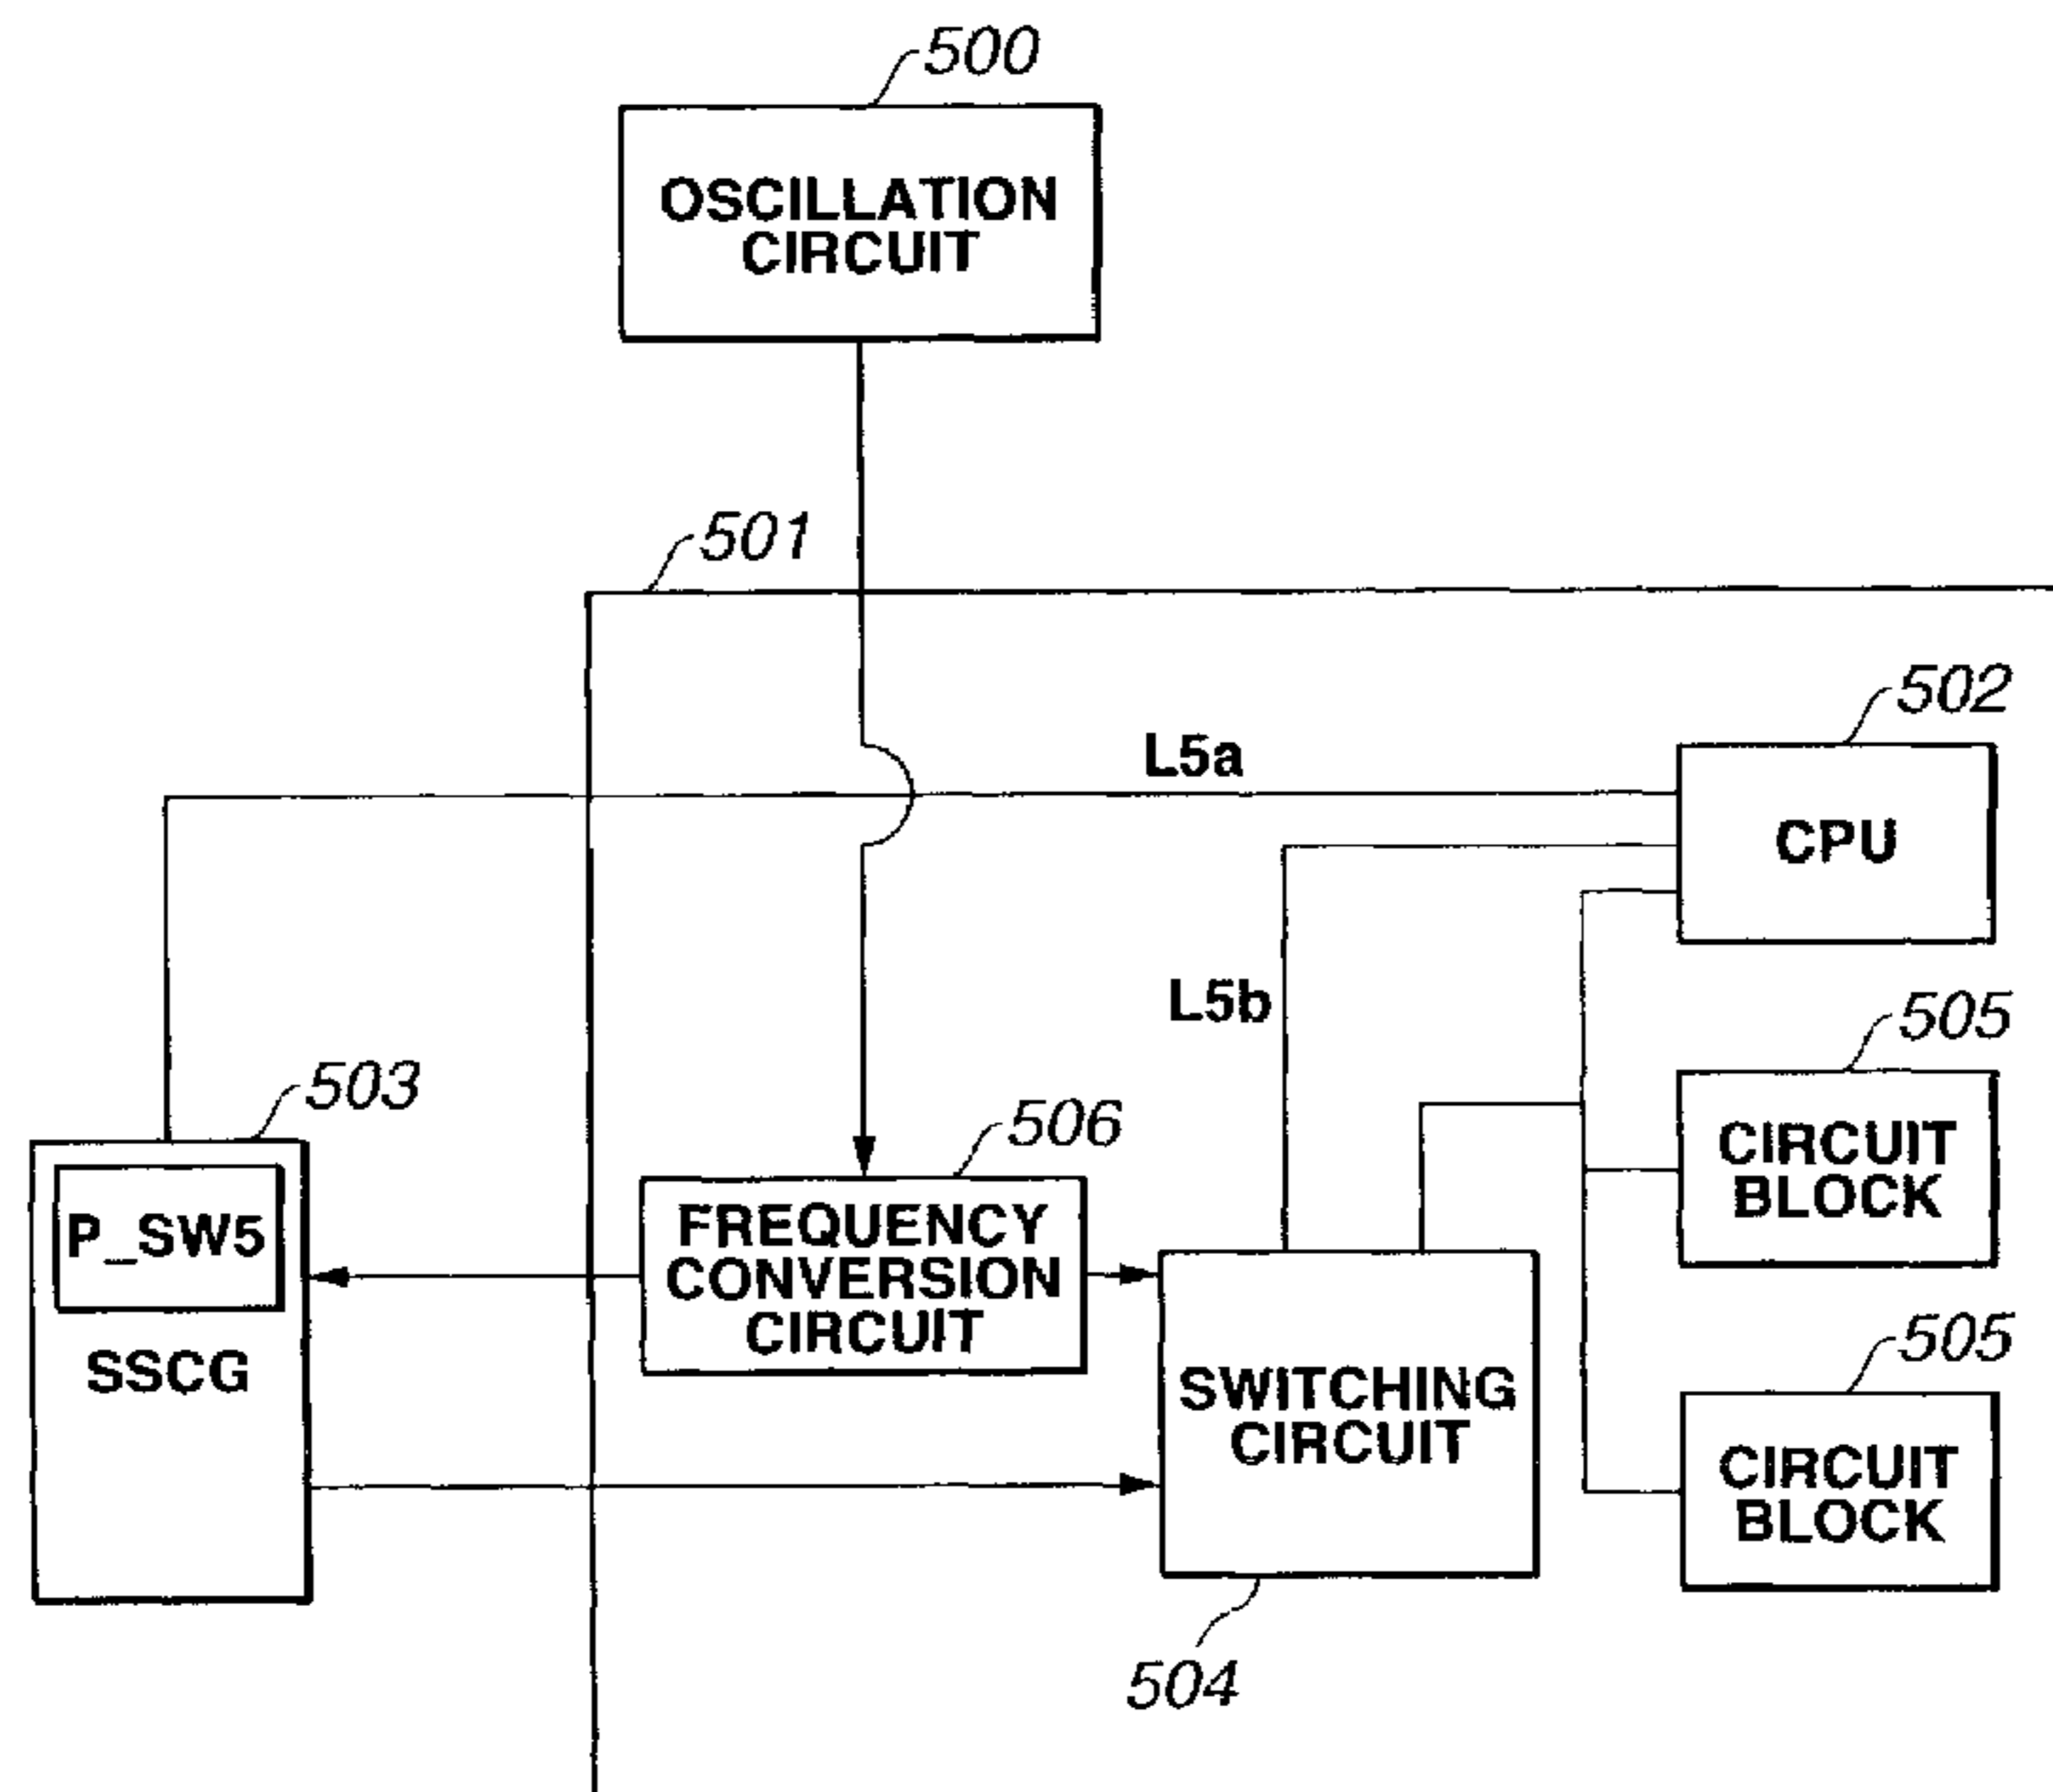 500
OSCILLATION
CIRCUIT
501
502
L5a
CPU
L5b
505
503
506
CIRCUIT
BLOCK
P_SW5
FREQUENCY
CONVERSION
CIRCUIT
SSCG
505
SWITCHING
CIRCUIT
CIRCUIT
BLOCK
504